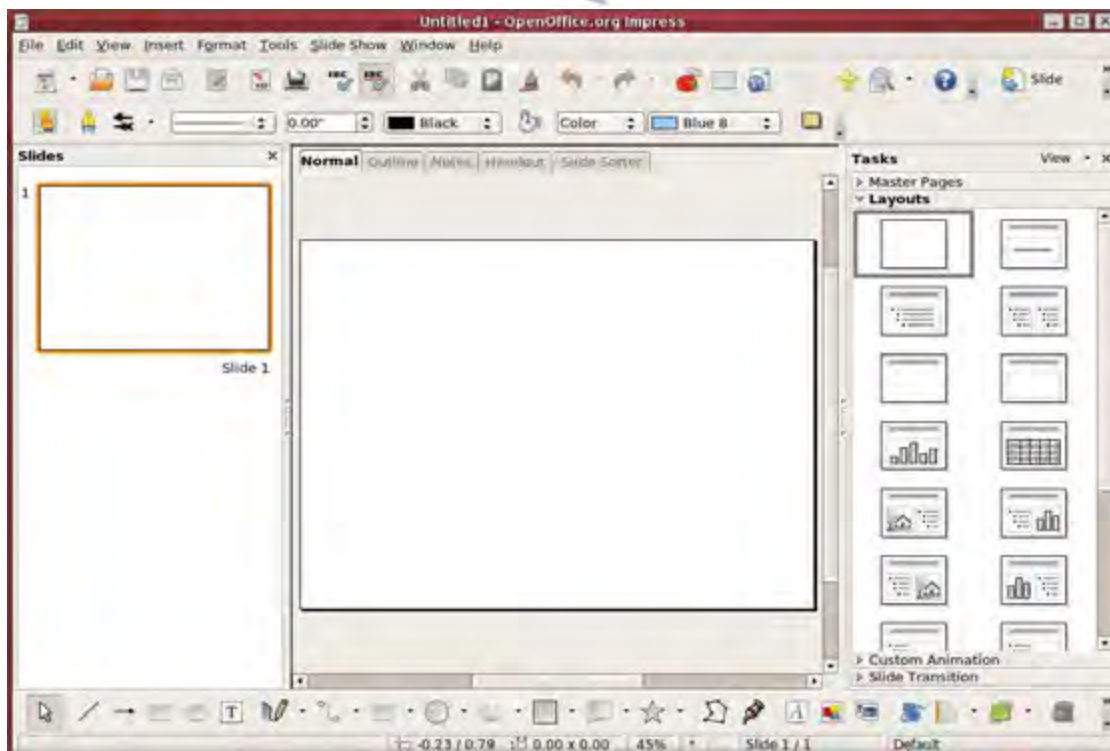 Untitled1 - OpenOffice.org Impress
File Edit View Insert Format Tools Slide Show Window Help
Slide
0.00" Black Color Blue 8
Slides
Normal Outline Notes Handout Slide Sorter
Tasks View
Master Pages
Layouts
1
Slide 1
Custom Animation
Slide Transition
-0.23 / 0.79 0.00 x 0.00 45% * Slide 1 / 1 Default